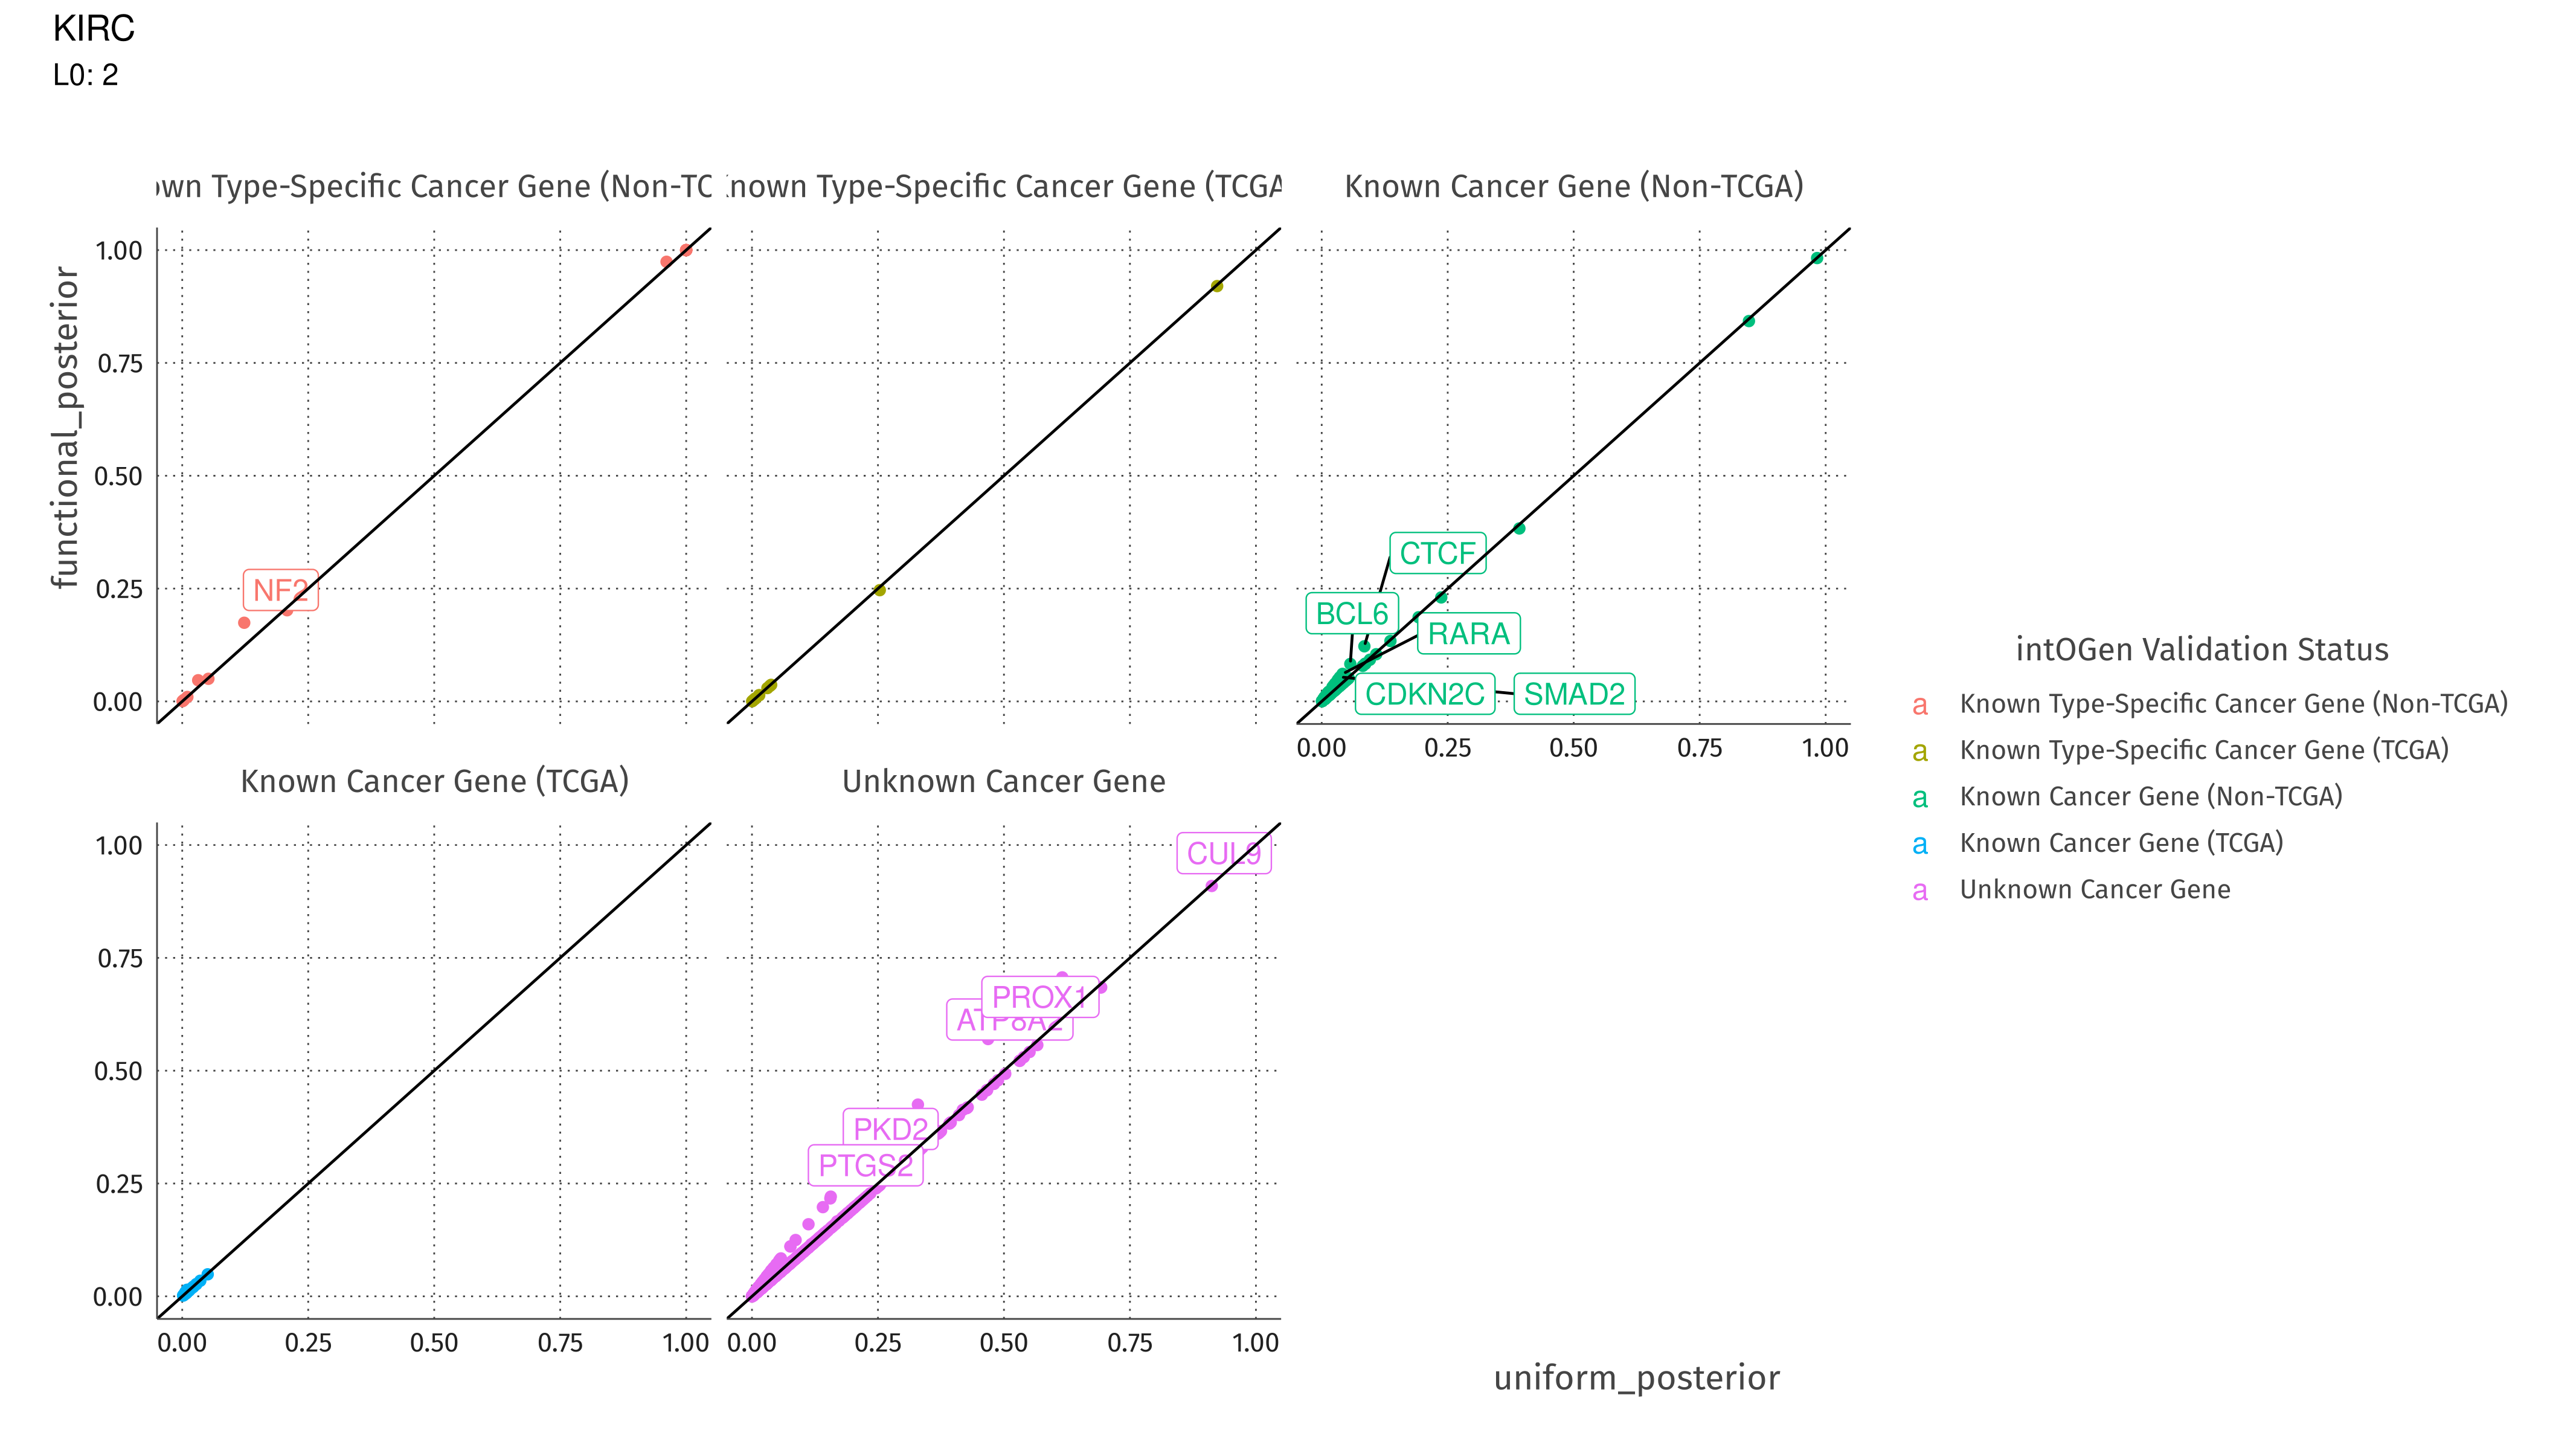 KIRC
L0: 2
own Type-Specific Cancer Gene (Non-TC
nown Type-Specific Cancer Gene (TCGA
Known Cancer Gene (Non-TCGA)
functional_posterior
1.00
0.75
0.50
0.25
0.00
NF2
CTCF
BCL6
RARA
CDKN2C
SMAD2
0.00 0.25 0.50 0.75 1.00
Known Cancer Gene (TCGA)
Unknown Cancer Gene
1.00
0.75
0.50
0.25
0.00
CUL9
PROX1
ATP8A2
PKD2
PTGS2
0.00 0.25 0.50 0.75 1.00
0.00 0.25 0.50 0.75 1.00
uniform_posterior
intOGen Validation Status
a Known Type-Specific Cancer Gene (Non-TCGA)
a Known Type-Specific Cancer Gene (TCGA)
a Known Cancer Gene (Non-TCGA)
a Known Cancer Gene (TCGA)
a Unknown Cancer Gene